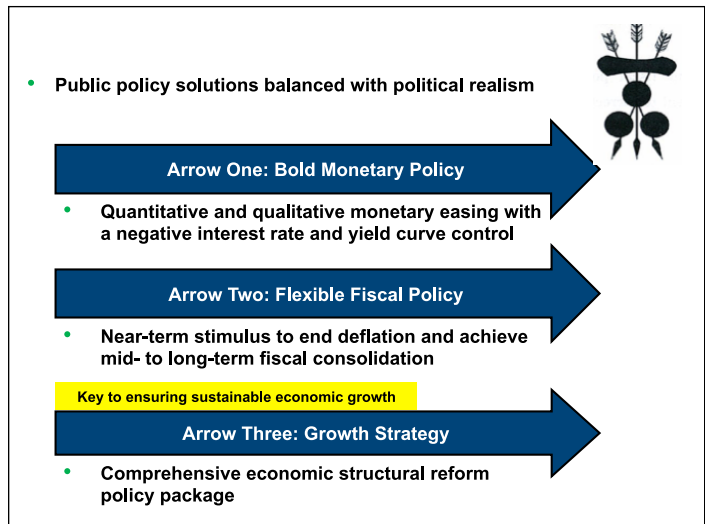 • Public policy solutions balanced with political realism
Arrow One: Bold Monetary Policy
• Quantitative and qualitative monetary easing with
a negative interest rate and yield curve control
Arrow Two: Flexible Fiscal Policy
• Near-term stimulus to end deflation and achieve
mid- to long-term fiscal consolidation
Key to ensuring sustainable economic growth
Arrow Three: Growth Strategy
• Comprehensive economic structural reform
policy package